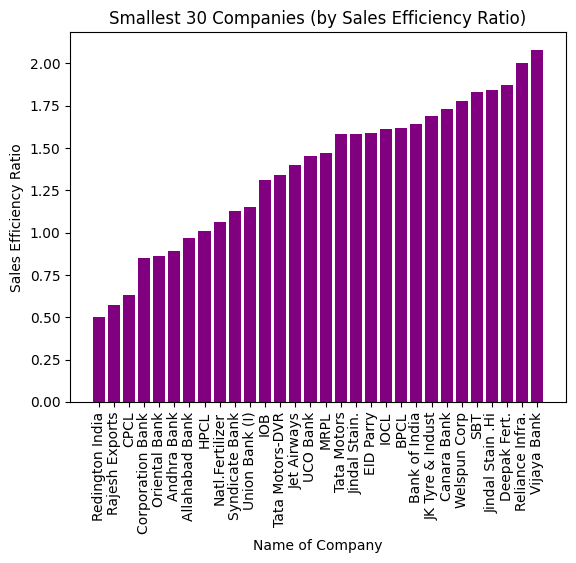 Smallest 30 Companies (by Sales Efficiency Ratio)
Sales Efficiency Ratio
2.00
1.75
1.50
1.25
1.00
0.75
0.50
0.25
0.00
Redington India
Rajesh Exports
CPCL
Corporation Bank
Oriental Bank
Andhra Bank
Allahabad Bank
HPCL
Natl.Fertilizer
Syndicate Bank
Union Bank (I)
IOB
Tata Motors-DVR
Jet Airways
UCO Bank
MRPL
Tata Motors
Jindal Stain.
EID Parry
IOCL
BPCL
Bank of India
JK Tyre & Indust
Canara Bank
Welspun Corp
SBT
Jindal Stain .Hi
Deepak Fert.
Reliance Infra.
Vijaya Bank
Name of Company